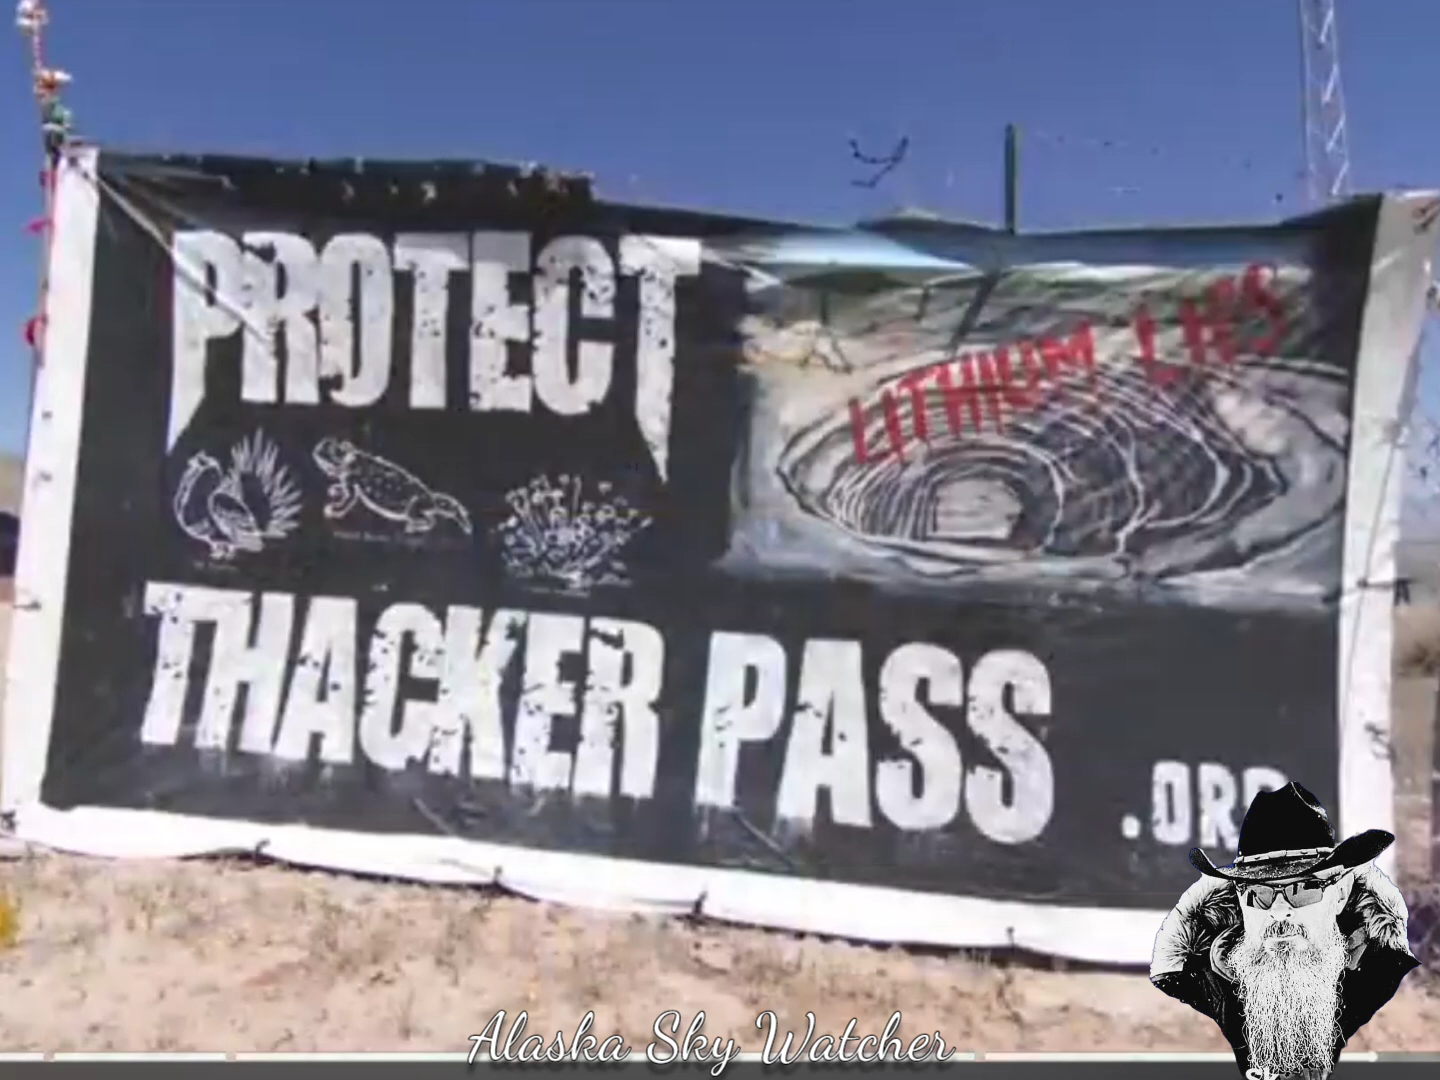 PROTECT
LITHIUM LIES
THACKER PASS
.ORG
Alaska Sky Watcher